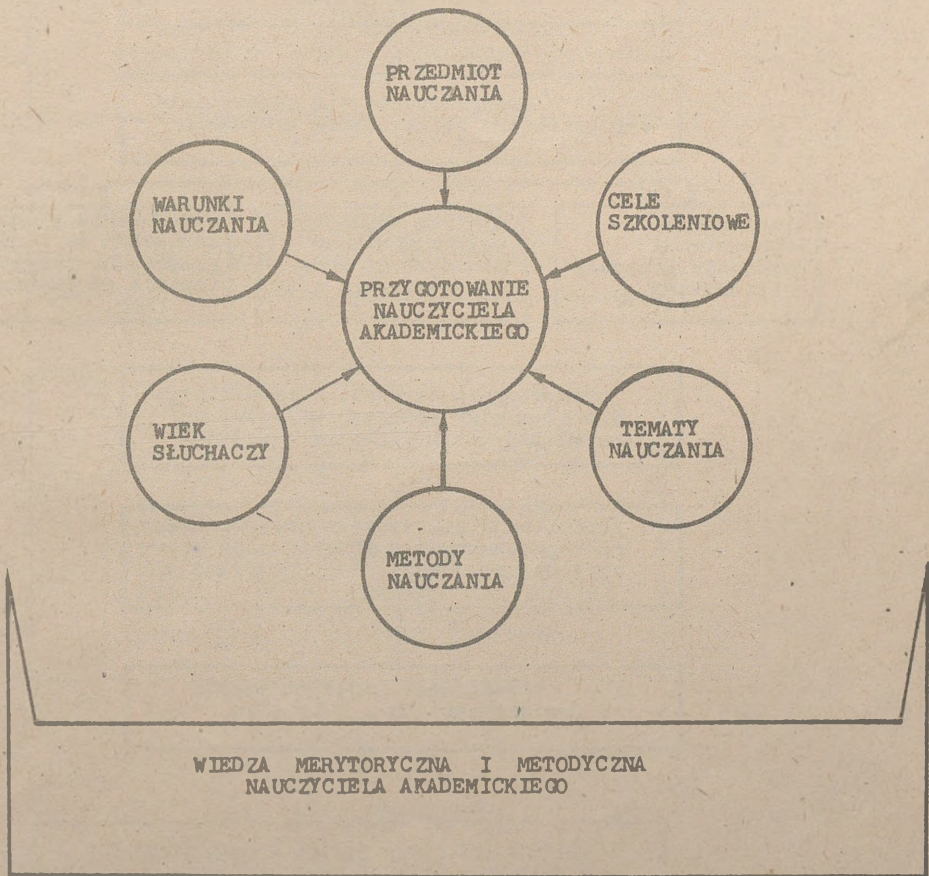 PRZEDMIOT
NAUCZANIA
WARUNKI
NAUCZANIA
CELE
SZKOLENIOWE
PRZYGOTOWANIE
NAUCZYCIELA
AKADEMICKIEGO
WIEK
SŁUCHACZY
TEMATY
NAUCZANIA
METODY
NAUCZANIA
WIEDZA MERYTORYCZNA I METODYCZNA
NAUCZYCIELA AKADEMICKIEGO